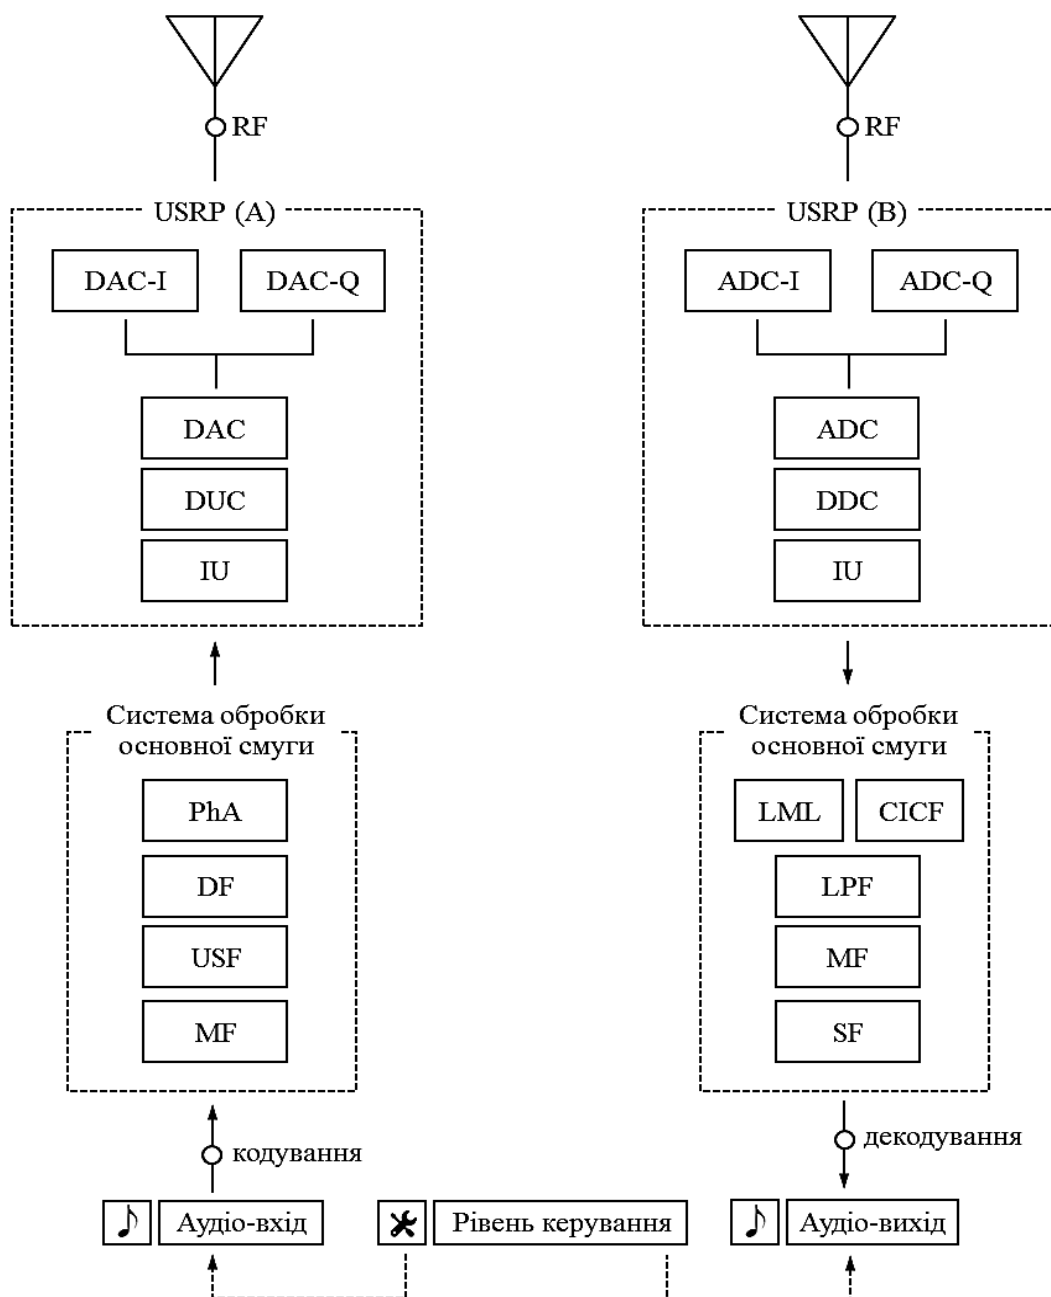 RF
RF
USRP (A)
USRP (B)
DAC-I
DAC-Q
ADC-I
ADC-Q
DAC
ADC
DUC
DDC
IU
IU
Система обробки
основної смуги
Система обробки
основної смуги
PhA
LML
CICF
DF
LPF
USF
MF
MF
SF
кодування
декодування
Аудіо-вхід
Рівень керування
Аудіо-вихід